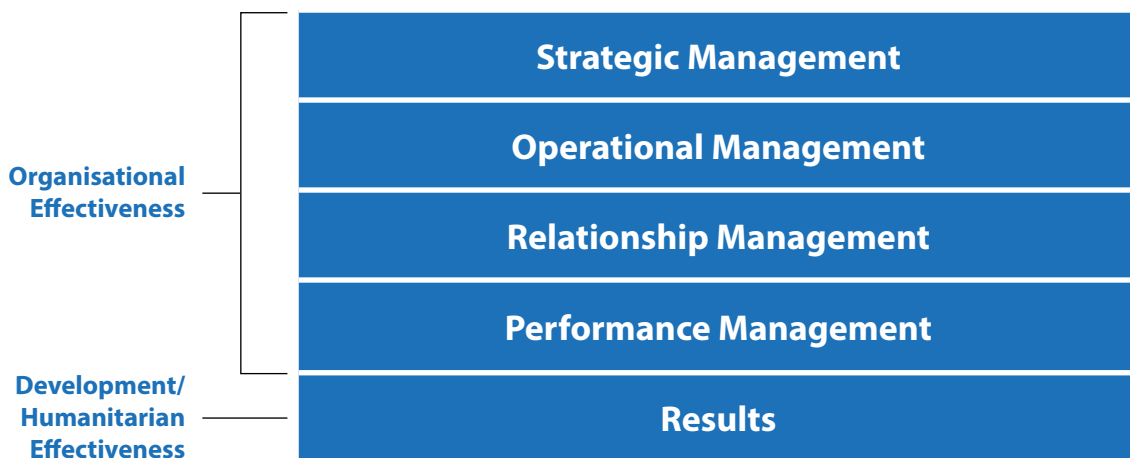 Strategic Management
Operational Management
Organisational
Effectiveness
Relationship Management
Performance Management
Development/
Humanitarian
Effectiveness
Results